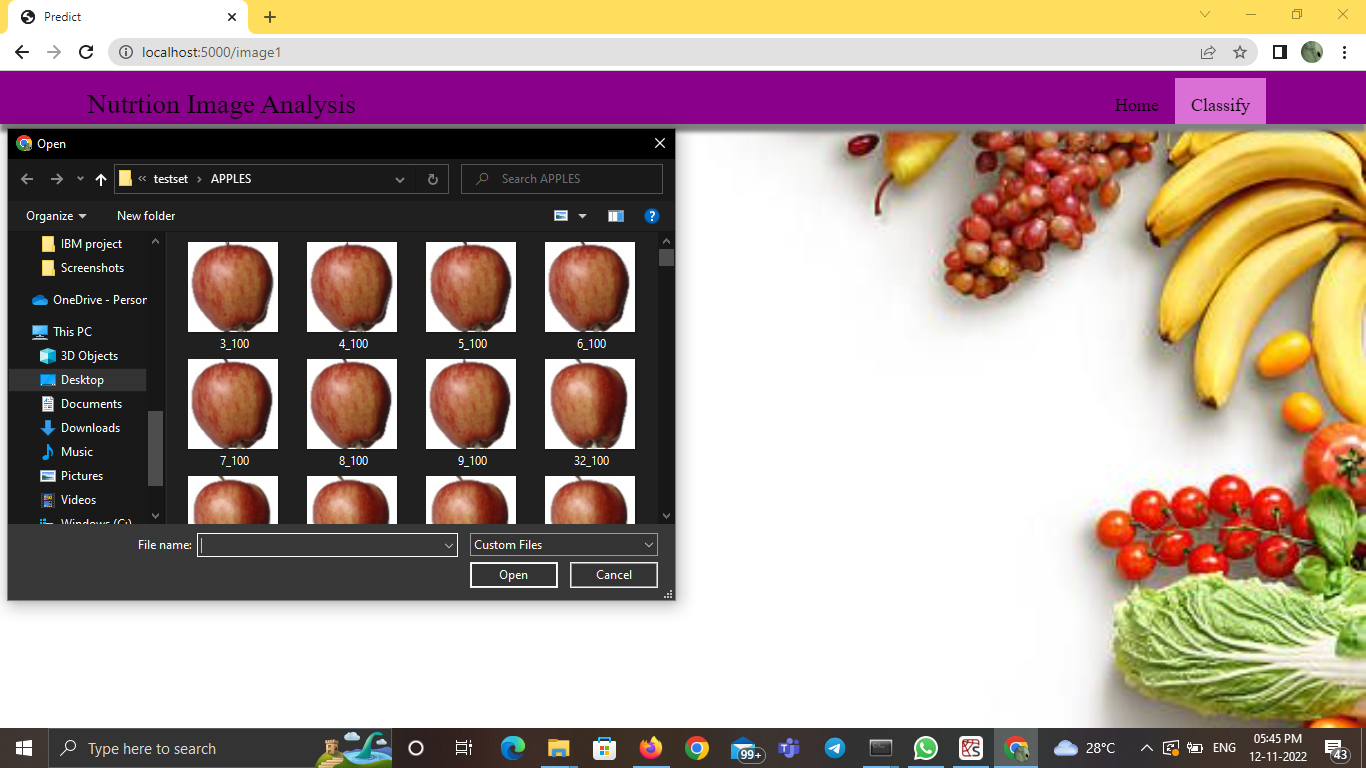 Predict
localhost:5000/image1
Nutrtion Image Analysis
Home
Classify
Open
testset
APPLES
Search APPLES
Organize
New folder
IBM project
Screenshots
OneDrive - Person
This PC
3D Objects
Desktop
Documents
Downloads
Music
Pictures
Videos
Windows (C:)
3_100
4_100
5_100
6_100
7_100
8_100
9_100
32_100
File name:
Custom Files
Open
Cancel
Type here to search
99+
28°C
ENG
05:45 PM
12-11-2022
43